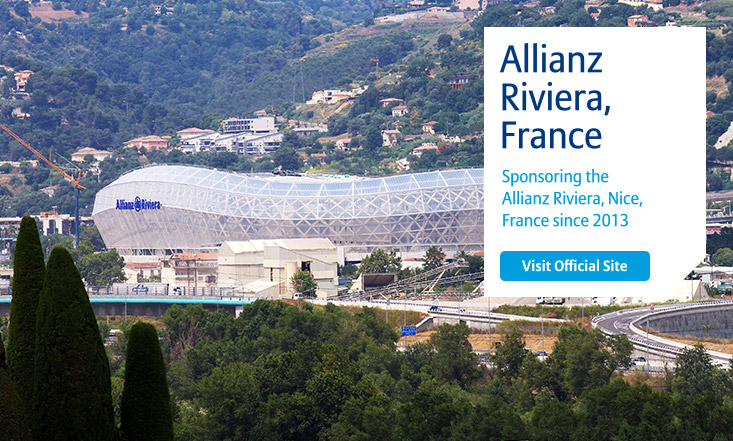 Allianz
Riviera,
France
Sponsoring the
Allianz Riviera, Nice,
France since 2013
Visit Official Site
Allianz Riviera